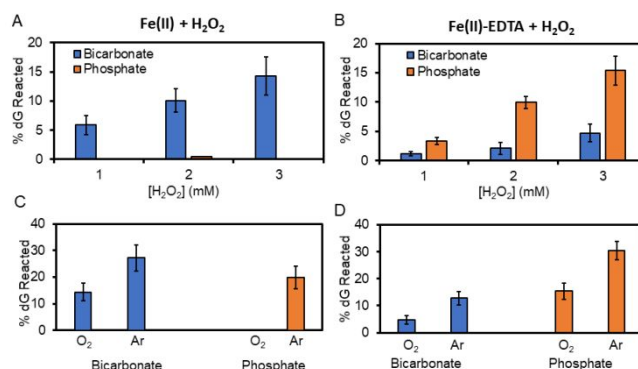 A
Fe(II) + H₂O₂
Bicarbonate
Phosphate
% dG Reacted
20
15
10
5
0
1 2 3
[H₂O₂] (mM)
B
Fe(II)-EDTA + H₂O₂
Bicarbonate
Phosphate
% dG Reacted
20
15
10
5
0
1 2 3
[H₂O₂] (mM)
C
% dG Reacted
40
30
20
10
0
O₂ Ar O₂ Ar
Bicarbonate Phosphate
D
% dG Reacted
40
30
20
10
0
O₂ Ar O₂ Ar
Bicarbonate Phosphate